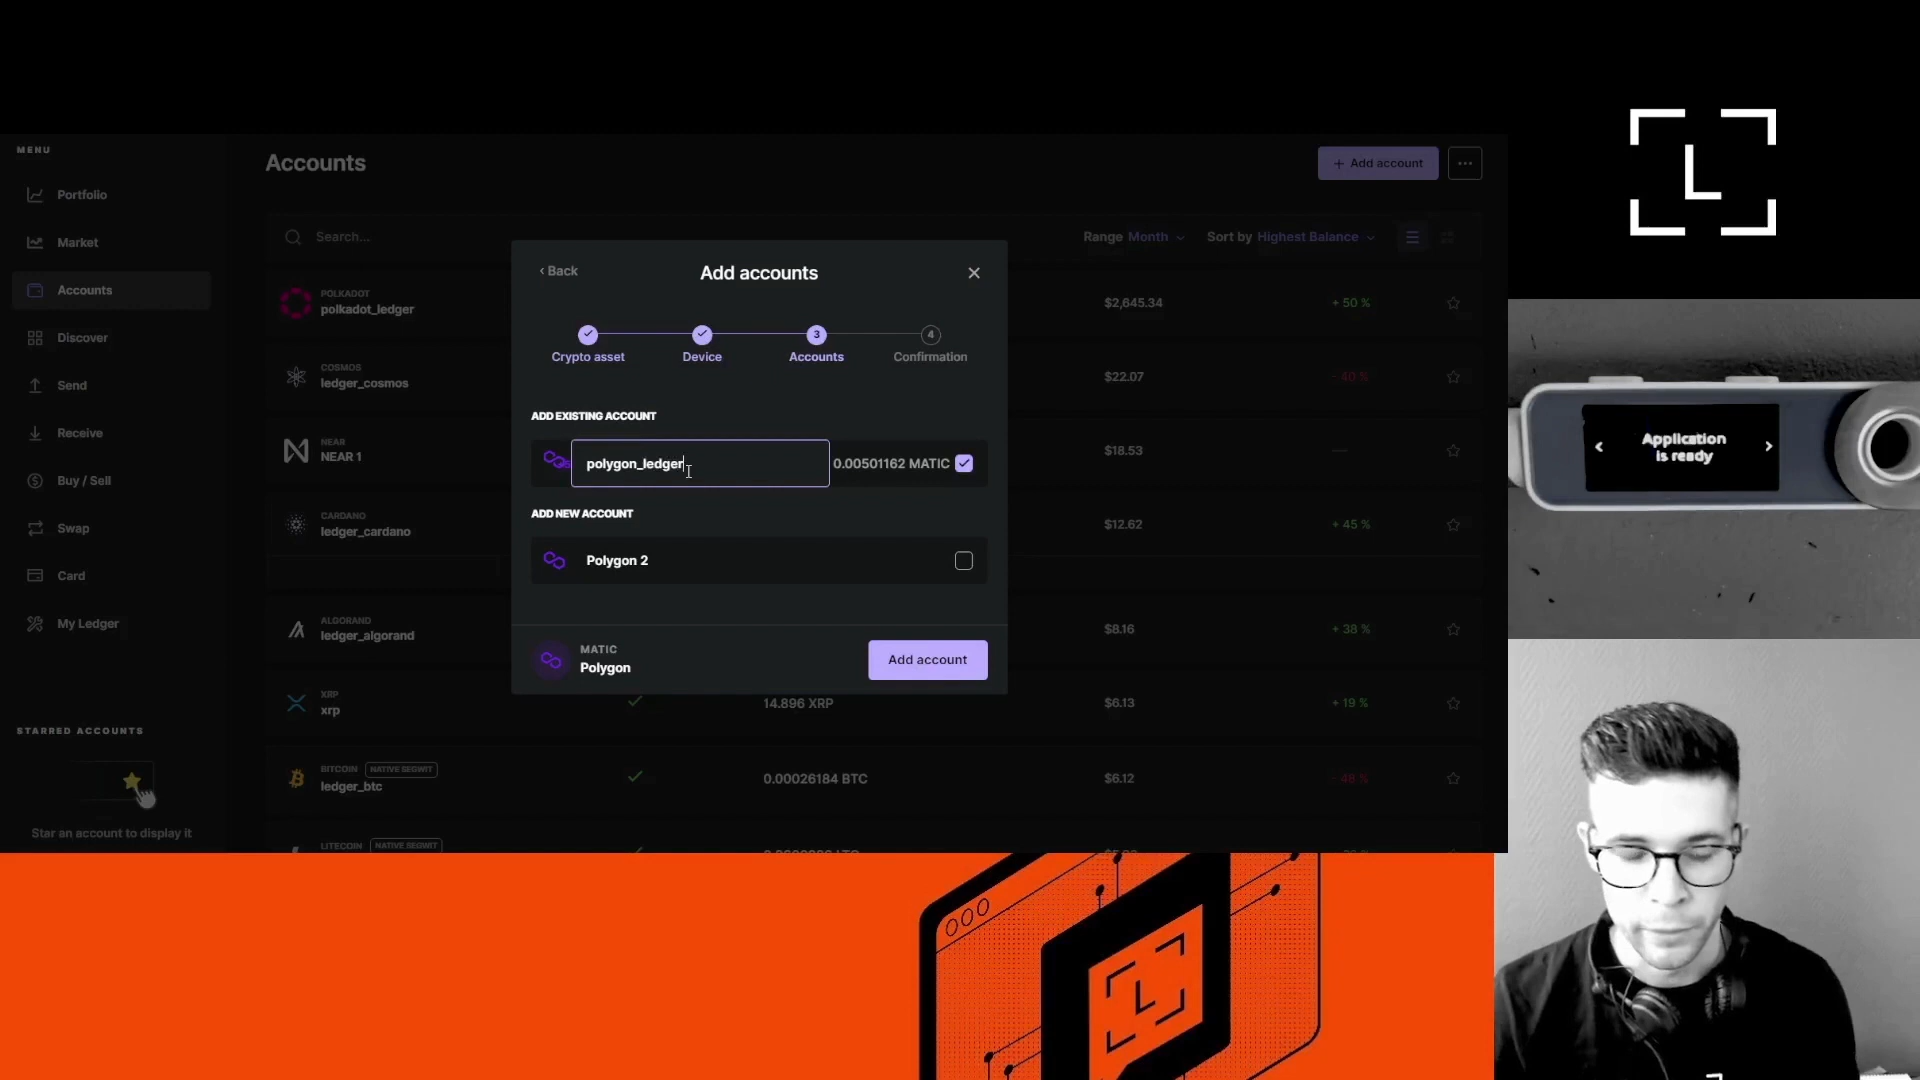 MENU
Portfolio
Market
Accounts
Discover
Send
Receive
Buy / Sell
Swap
Card
My Ledger
STARRED ACCOUNTS
Star an account to display it
Accounts
+ Add account
Search...
Range Month
Sort by Highest Balance
POLKADOT
polkadot_ledger
$2,645.34
+ 50 %
COSMOS
ledger_cosmos
$22.07
- 40 %
NEAR
NEAR 1
$18.53
—
CARDANO
ledger_cardano
$12.62
+ 45 %
ALGORAND
ledger_algorand
$8.16
+ 38 %
XRP
xrp
14.896 XRP
$6.13
+ 19 %
BITCOIN NATIVE SEGWIT
ledger_btc
0.00026184 BTC
$6.12
- 48 %
LITECOIN NATIVE SEGWIT
‹ Back
Add accounts
3
4
Crypto asset
Device
Accounts
Confirmation
ADD EXISTING ACCOUNT
polygon_ledger
0.00501162 MATIC
ADD NEW ACCOUNT
Polygon 2
MATIC
Polygon
Add account
L
Application
is ready
L